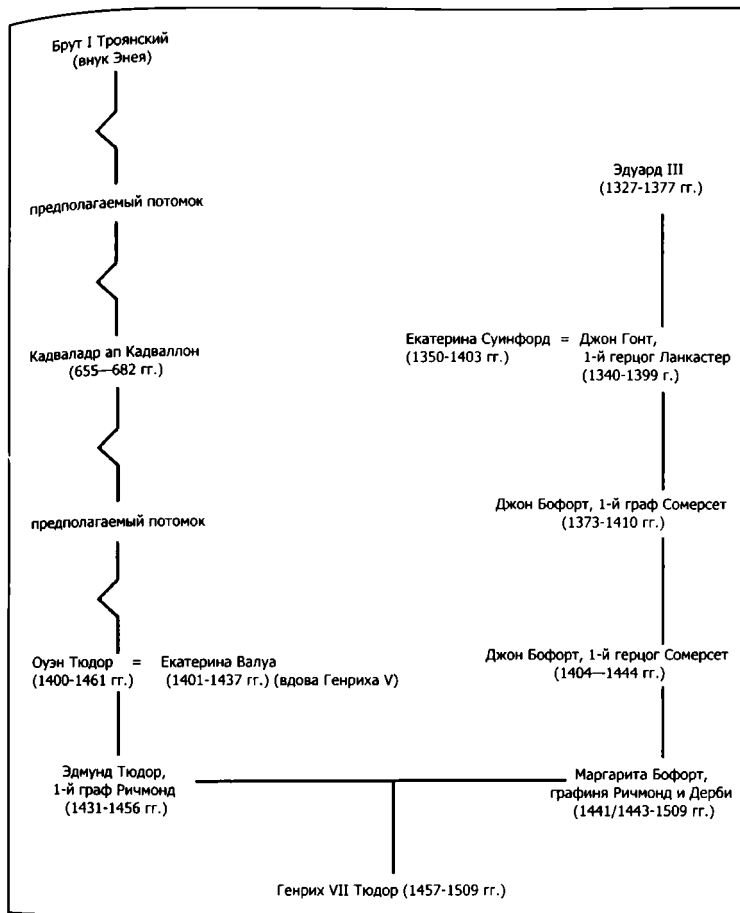 Брут I Троянский
(внук Энея)
Эдуард III
(1327-1377 гг.)
предполагаемый потомок
Екатерина Суинфорд = Джон Гонт,
(1350-1403 гг.) 1-й герцог Ланкастер
(1340-1399 г.)
Кадваладр ап Кадваллон
(655—682 гг.)
Джон Бофорт, 1-й граф Сомерсет
(1373-1410 гг.)
предполагаемый потомок
Оуэн Тюдор = Екатерина Валуа
(1400-1461 гг.) (1401-1437 гг.) (вдова Генриха V)
Джон Бофорт, 1-й герцог Сомерсет
(1404—1444 гг.)
Эдмунд Тюдор,
1-й граф Ричмонд
(1431-1456 гг.)
Маргарита Бофорт,
графиня Ричмонд и Дерби
(1441/1443-1509 гг.)
Генрих VII Тюдор (1457-1509 гг.)